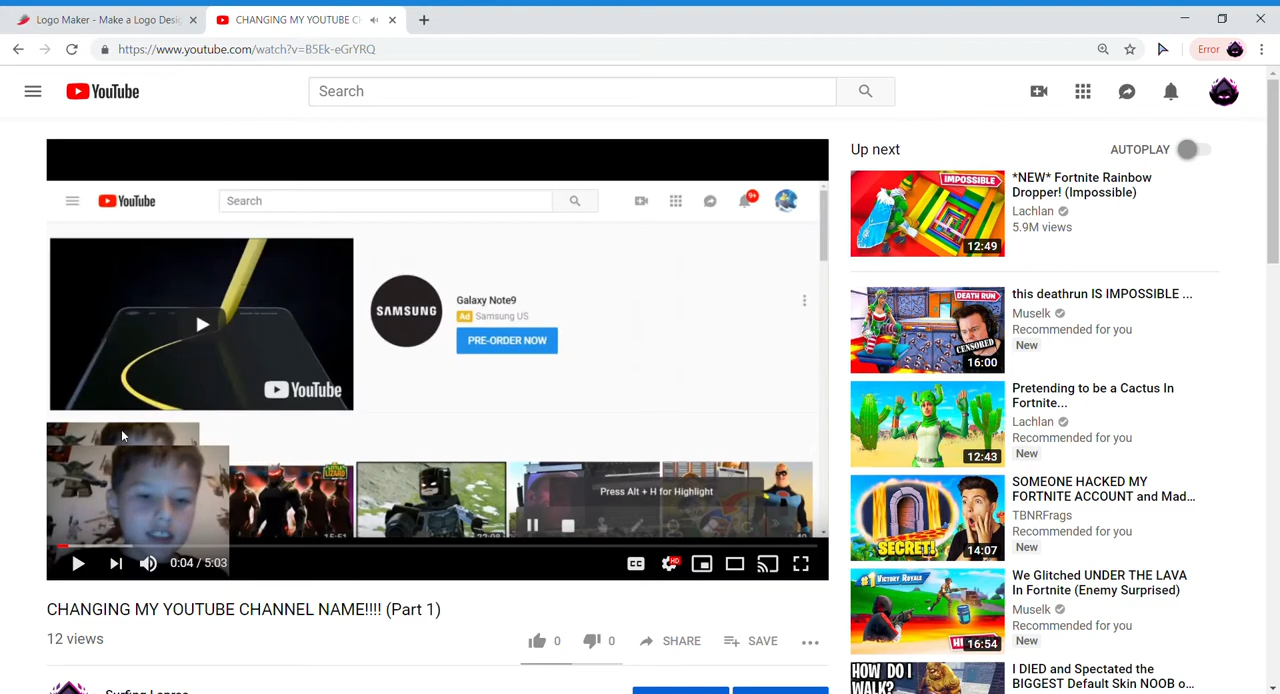 Logo Maker - Make a Logo Desig
CHANGING MY YOUTUBE C
https://www.youtube.com/watch?v=B5Ek-eGrYRQ
Error
YouTube
Search
Up next
AUTOPLAY
YouTube
Search
9+
SAMSUNG
Galaxy Note9
Ad Samsung US
PRE-ORDER NOW
YouTube
Press Alt + H for Highlight
0:04 / 5:03
CC
HD
CHANGING MY YOUTUBE CHANNEL NAME!!!! (Part 1)
12 views
0
0
SHARE
SAVE
IMPOSSIBLE
12:49
*NEW* Fortnite Rainbow
Dropper! (Impossible)
Lachlan
5.9M views
DEATH RUN
CENSORED
16:00
this deathrun IS IMPOSSIBLE ...
Muselk
Recommended for you
New
12:43
Pretending to be a Cactus In
Fortnite...
Lachlan
Recommended for you
New
SECRET!
14:07
SOMEONE HACKED MY
FORTNITE ACCOUNT and Mad...
TBNRFrags
Recommended for you
New
#1 VICTORY ROYALE
16:54
We Glitched UNDER THE LAVA
In Fortnite (Enemy Surprised)
Muselk
Recommended for you
New
HOW DO I
WALK?
I DIED and Spectated the
BIGGEST Default Skin NOOB o...